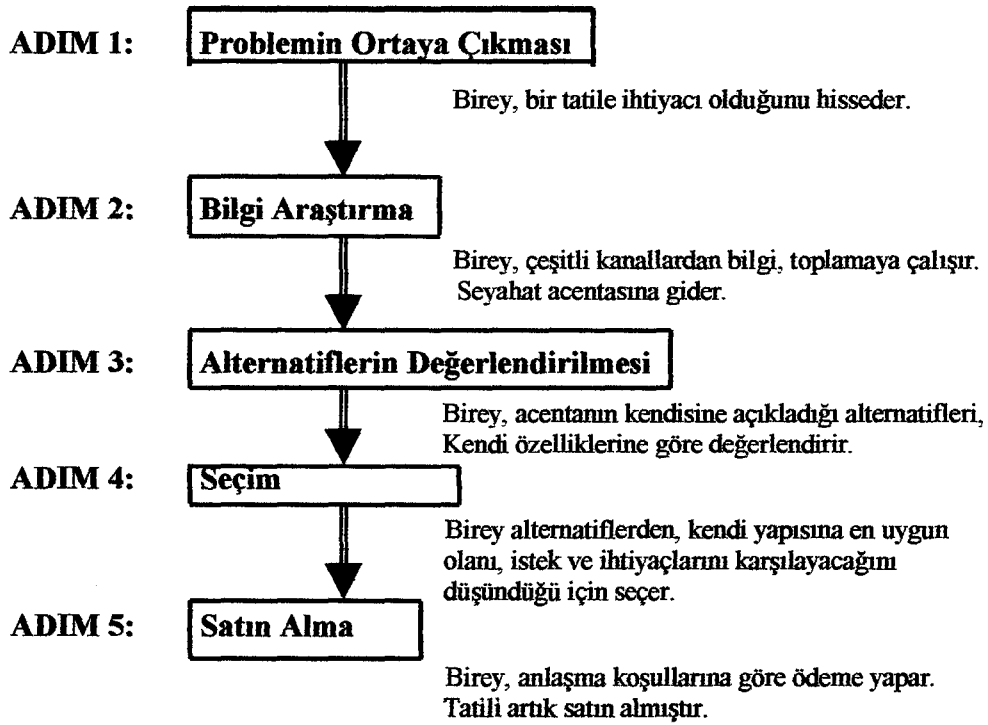 ADIM 1: Problemin Ortaya Çıkması
Birey, bir tatile ihtiyacı olduğunu hisseder.
ADIM 2: Bilgi Araştırma
Birey, çeşitli kanallardan bilgi, toplamaya çalışır.
Seyahat acentasına gider.
ADIM 3: Alternatiflerin Değerlendirilmesi
Birey, acentanın kendisine açıkladığı alternatifleri,
Kendi özelliklerine göre değerlendirir.
ADIM 4: Seçim
Birey alternatiflerden, kendi yapısına en uygun
olanı, istek ve ihtiyaçlarını karşılayacağını
düşündüğü için seçer.
ADIM 5: Satın Alma
Birey, anlaşma koşullarına göre ödeme yapar.
Tatili artık satın almıştır.